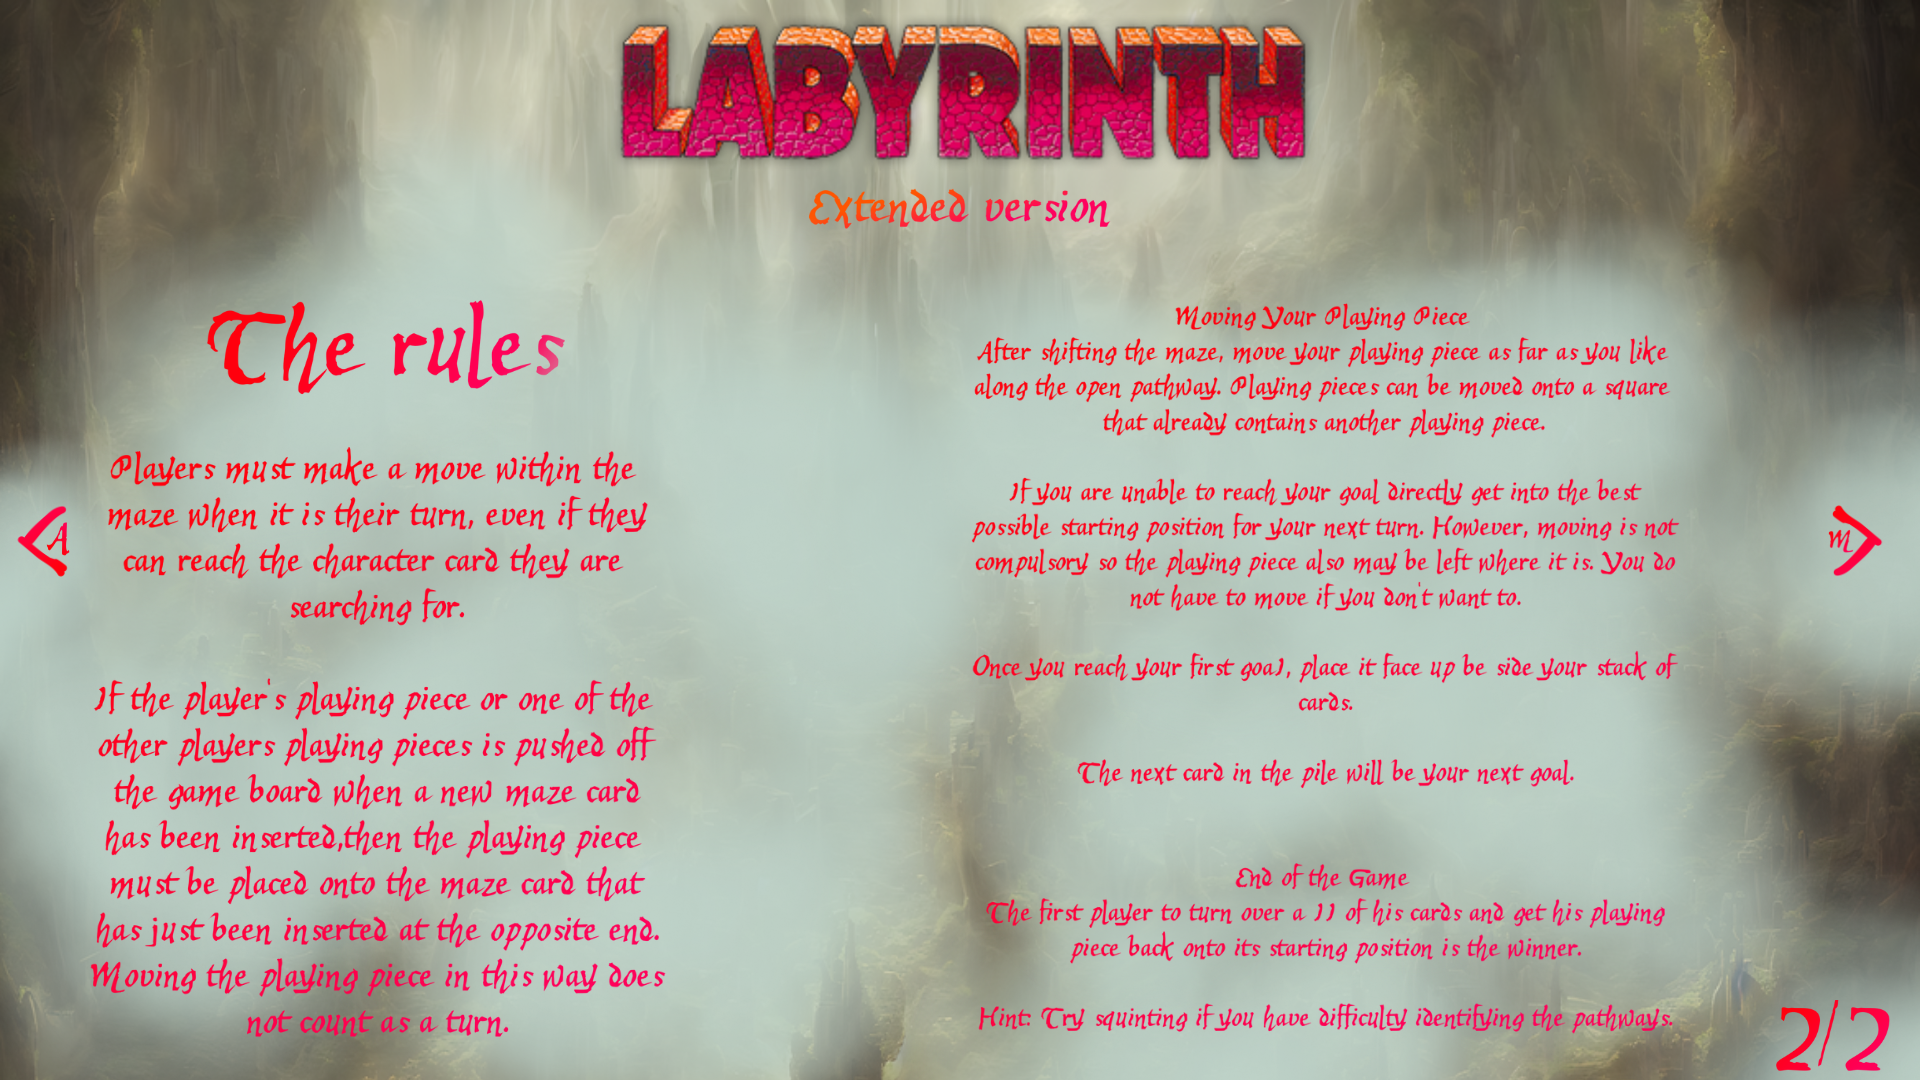 LABYRINTH
Extended version
The rules
Players must make a move within the
maze when it is their turn, even if they
can reach the character card they are
searching for.
If the player's playing piece or one of the
other players playing pieces is pushed off
the game board when a new maze card
has been inserted,then the playing piece
must be placed onto the maze card that
has just been inserted at the opposite end.
Moving the playing piece in this way does
not count as a turn.
A
Moving Your Playing Piece
After shifting the maze, move your playing piece as far as you like
along the open pathway. Playing pieces can be moved onto a square
that already contains another playing piece.
If you are unable to reach your goal directly get into the best
possible starting position for your next turn. However, moving is not
compulsory so the playing piece also may be left where it is. You do
not have to move if you don't want to.
Once you reach your first goaI, place it face up be side your stack of
cards.
The next card in the pile will be your next goal.
End of the Game
The first player to turn over a II of his cards and get his playing
piece back onto its starting position is the winner.
Hint: Try squinting if you have difficulty identifying the pathways.
M
2/2